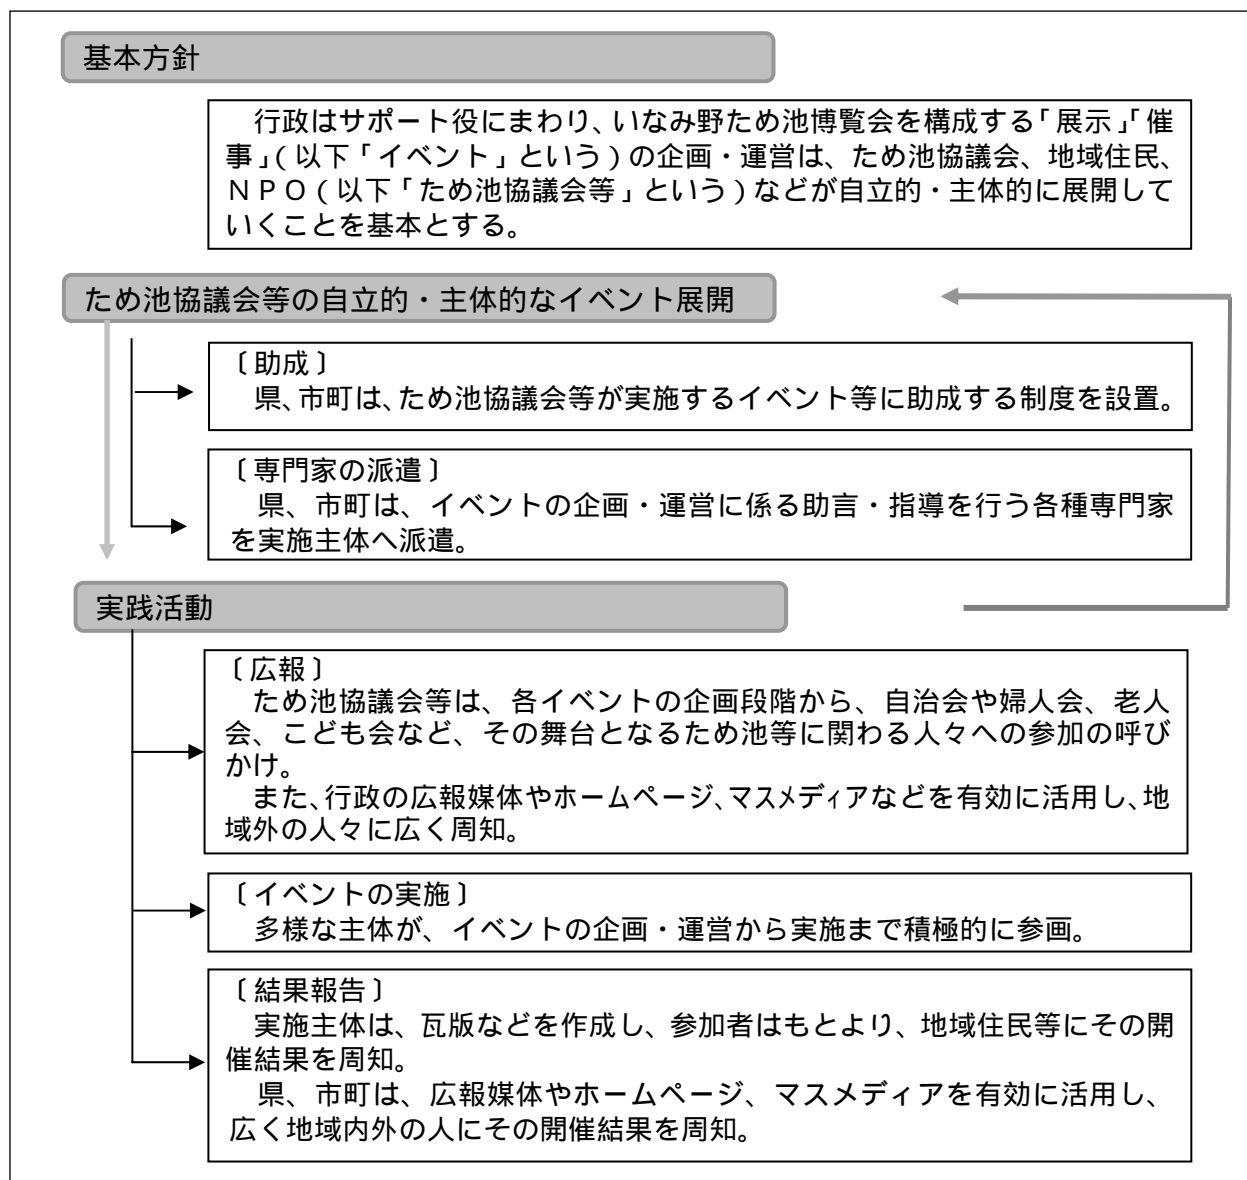 基本方針
行政はサポート役にまわり、いなみ野ため池博覧会を構成する「展示」「催
事」(以下「イベント」という)の企画・運営は、ため池協議会、地域住民、
NPO(以下「ため池協議会等」という)などが自立的・主体的に展開して
いくことを基本とする。
ため池協議会等の自立的・主体的なイベント展開
〔助成〕
県、市町は、ため池協議会等が実施するイベント等に助成する制度を設置。
〔専門家の派遣〕
県、市町は、イベントの企画・運営に係る助言・指導を行う各種専門家
を実施主体へ派遣。
実践活動
〔広報〕
ため池協議会等は、各イベントの企画段階から、自治会や婦人会、老人
会、こども会など、その舞台となるため池等に関わる人々への参加の呼び
かけ。
また、行政の広報媒体やホームページ、マスメディアなどを有効に活用し、地
域外の人々に広く周知。
〔イベントの実施〕
多様な主体が、イベントの企画・運営から実施まで積極的に参画。
〔結果報告〕
実施主体は、瓦版などを作成し、参加者はもとより、地域住民等にその開
催結果を周知。
県、市町は、広報媒体やホームページ、マスメディアを有効に活用し、
広く地域内外の人にその開催結果を周知。